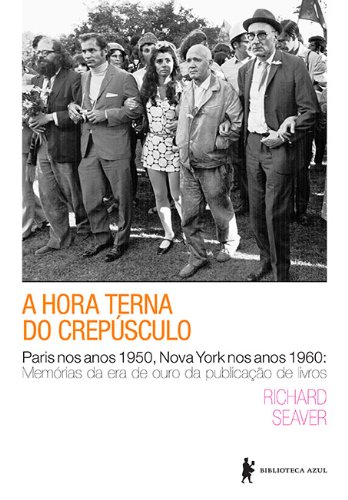 A HORA TERNA
DO CREPÚSCULO
Paris nos anos 1950, Nova York nos anos 1960:
Memórias da era de ouro da publicação de livros
RICHARD
SEAVER
BIBLIOTECA AZUL